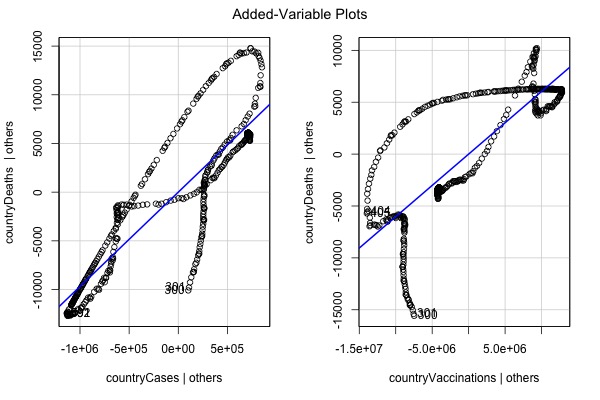 Added-Variable Plots
countryDeaths | others
15000
10000
5000
0
-5000
-10000
-1e+06
-5e+05
0e+00
5e+05
countryCases | others
countryDeaths | others
10000
5000
0
-5000
-10000
-15000
-1.5e+07
-5.0e+06
5.0e+06
countryVaccinations | others
301
300
301
300